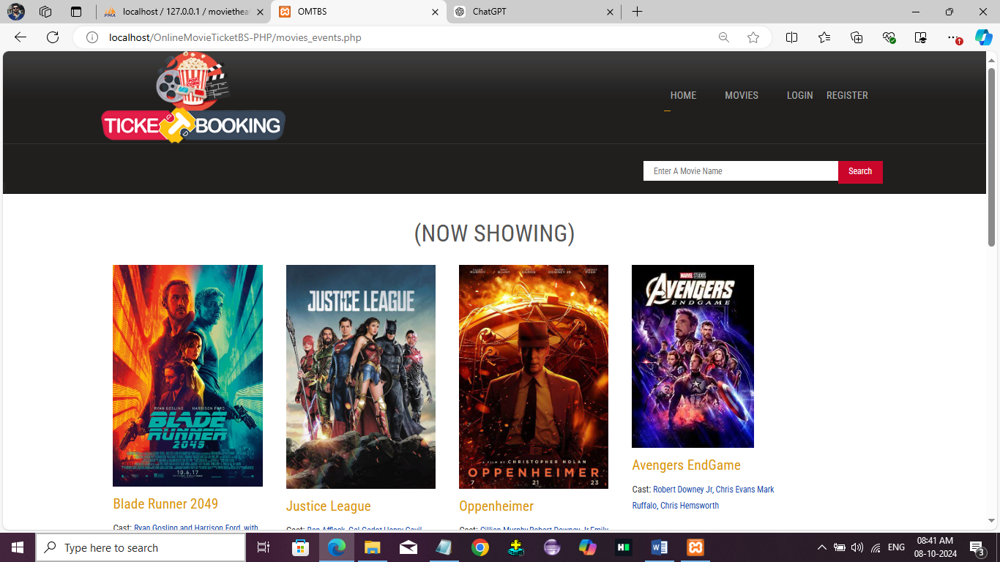 localhost / 127.0.0.1 / movietheat
OMTBS
ChatGPT
localhost/OnlineMovieTicketBS-PHP/movies_events.php
POP CORN
TICKET BOOKING
HOME
MOVIES
LOGIN
REGISTER
Enter A Movie Name
Search
(NOW SHOWING)
RYAN GOSLING HARRISON FORD
BLADE
RUNNER
2049
10.6.17
JUSTICE LEAGUE
A FILM BY CHRISTOPHER NOLAN
OPPENHEIMER
7 21 23
MARVEL STUDIOS
AVENGERS
ENDGAME
Blade Runner 2049
Cast: Ryan Gosling and Harrison Ford, with
Justice League
Cast: Ben Affleck, Gal Gadot Henry Cavil
Oppenheimer
Cast: Cillian Murphy Robert Downey Jr Emily
Avengers EndGame
Cast: Robert Downey Jr, Chris Evans Mark
Ruffalo, Chris Hemsworth
Type here to search
ENG
08:41 AM
08-10-2024
3